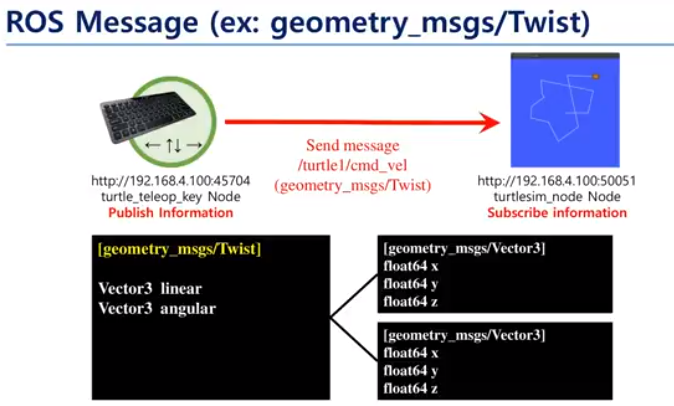 ROS Message (ex: geometry_msgs/Twist)
← ↑↓ →
Send message
/turtle1/cmd_vel
(geometry_msgs/Twist)
http://192.168.4.100:45704
turtle_teleop_key Node
Publish Information
http://192.168.4.100:50051
turtlesim_node Node
Subscribe information
[geometry_msgs/Twist]
Vector3 linear
Vector3 angular
[geometry_msgs/Vector3]
float64 x
float64 y
float64 z
[geometry_msgs/Vector3]
float64 x
float64 y
float64 z